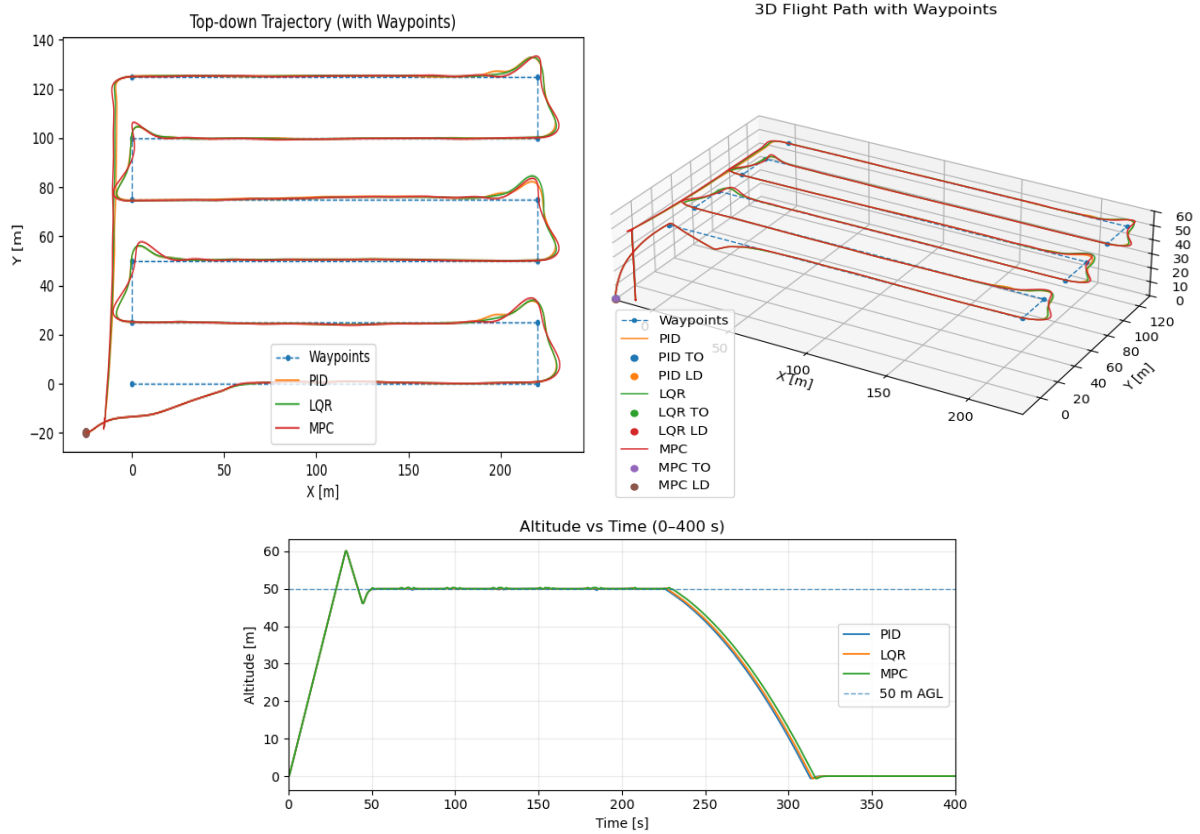 Top-down Trajectory (with Waypoints)
140
120
100
80
60
40
20
0
−20
Y [m]
0
50
100
150
200
X [m]
Waypoints
PID
LQR
MPC
3D Flight Path with Waypoints
60
50
40
30
20
10
0
120
100
80
60
40
20
0
Y [m]
0
50
100
150
200
X [m]
Waypoints
PID
PID TO
PID LD
LQR
LQR TO
LQR LD
MPC
MPC TO
MPC LD
Altitude vs Time (0–400 s)
60
50
40
30
20
10
0
Altitude [m]
0
50
100
150
200
250
300
350
400
Time [s]
PID
LQR
MPC
50 m AGL